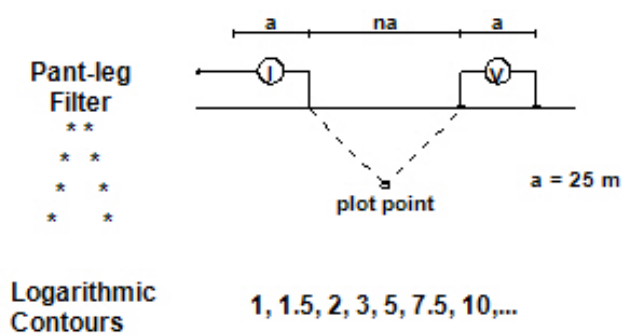 a na a
I V
Pant-leg
Filter
* *
* *
* *
* *
a = 25 m
plot point
Logarithmic
Contours
1, 1.5, 2, 3, 5, 7.5, 10,...